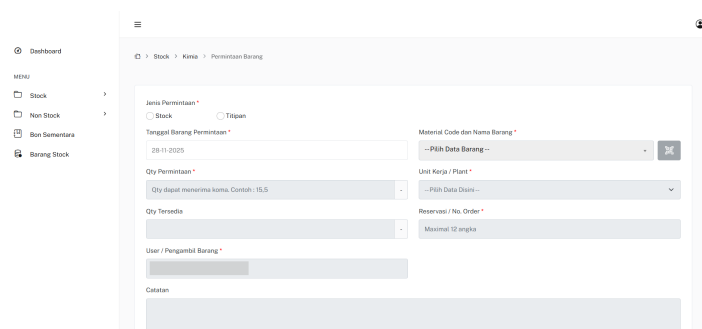 Dashboard
Stock > Kimia > Permintaan Barang
MENU
Stock
Non Stock
Bon Sementara
Barang Stock
Jenis Permintaan *
Stock Titipan
Tanggal Barang Permintaan *
28-11-2025
Material Code dan Nama Barang *
-- Pilih Data Barang --
Qty Permintaan *
Qty dapat menerima koma. Contoh : 15,5
-
Unit Kerja / Plant *
-- Pilih Data Disini --
Qty Tersedia
-
Reservasi / No. Order *
Maximal 12 angka
User / Pengambil Barang *
Catatan